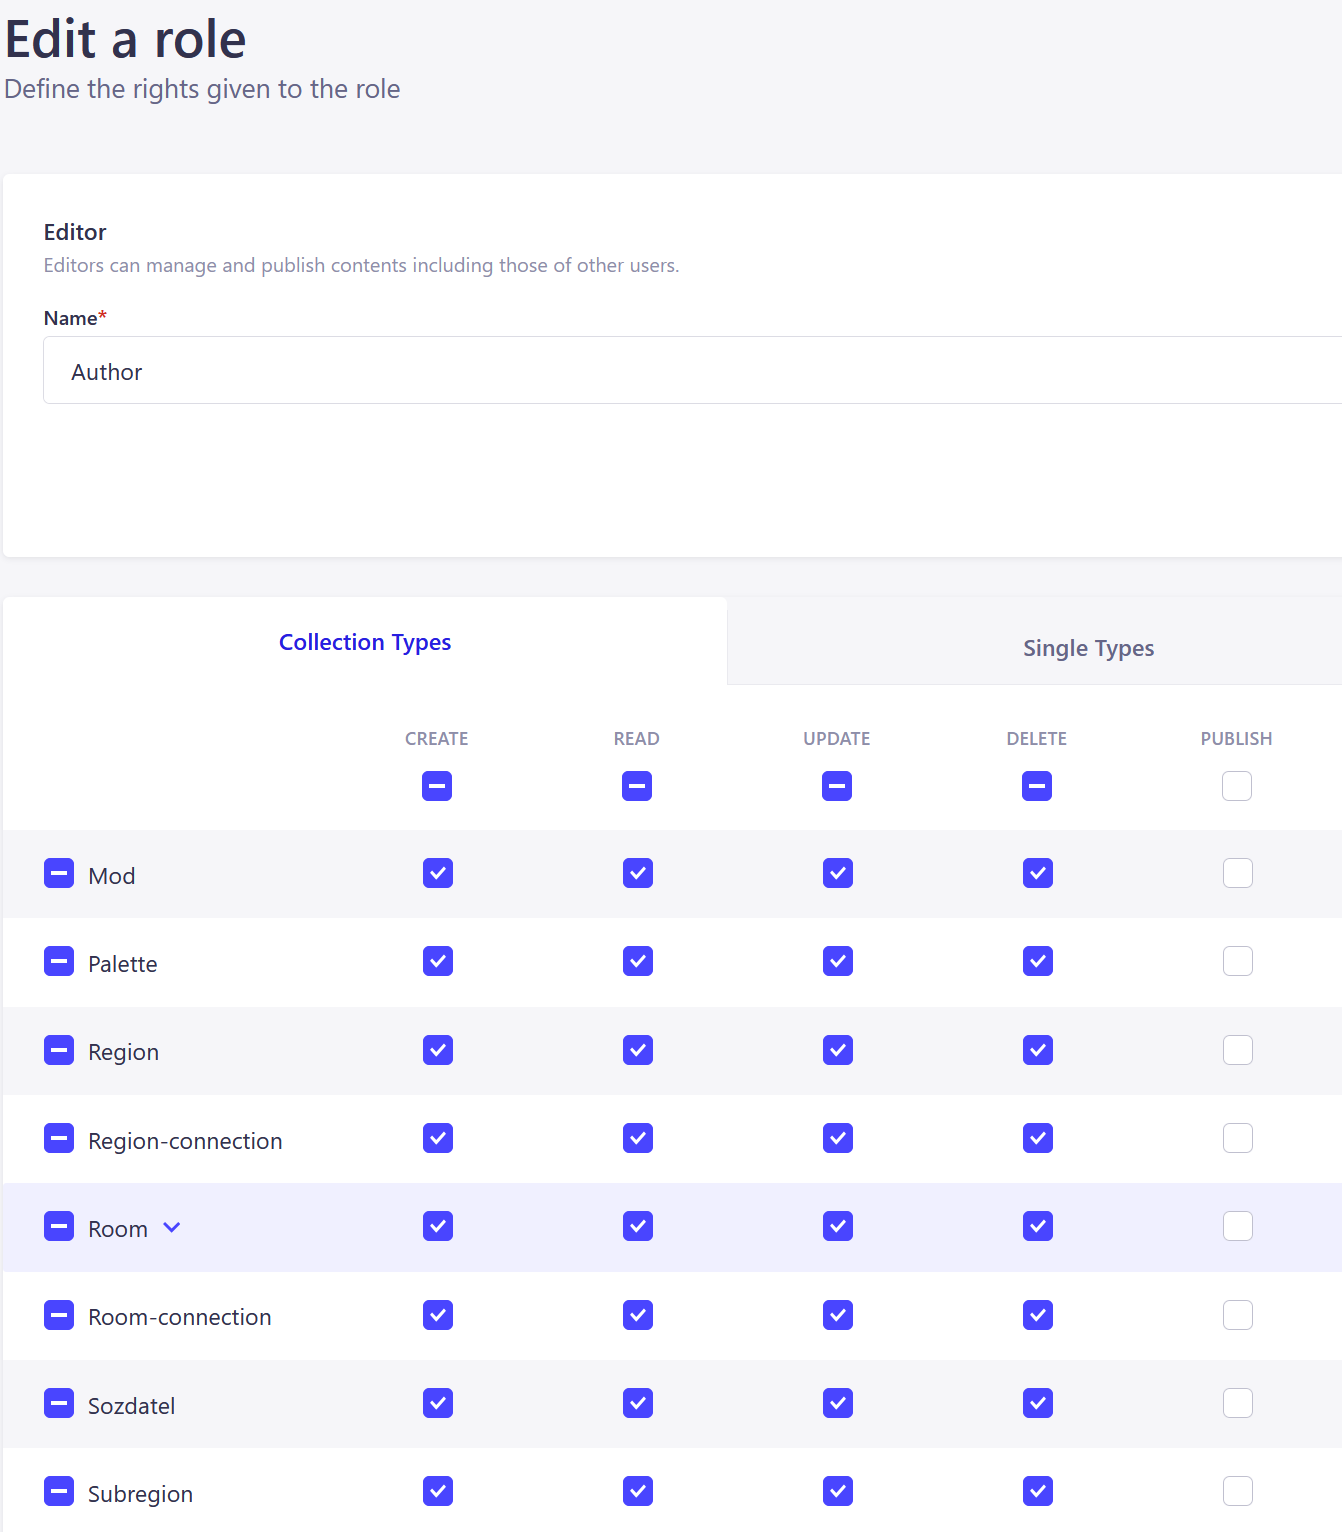 Edit a role
Define the rights given to the role
Editor
Editors can manage and publish contents including those of other users.
Name*
Author
Collection Types
Single Types
CREATE READ UPDATE DELETE PUBLISH
Mod
Palette
Region
Region-connection
Room
Room-connection
Sozdatel
Subregion